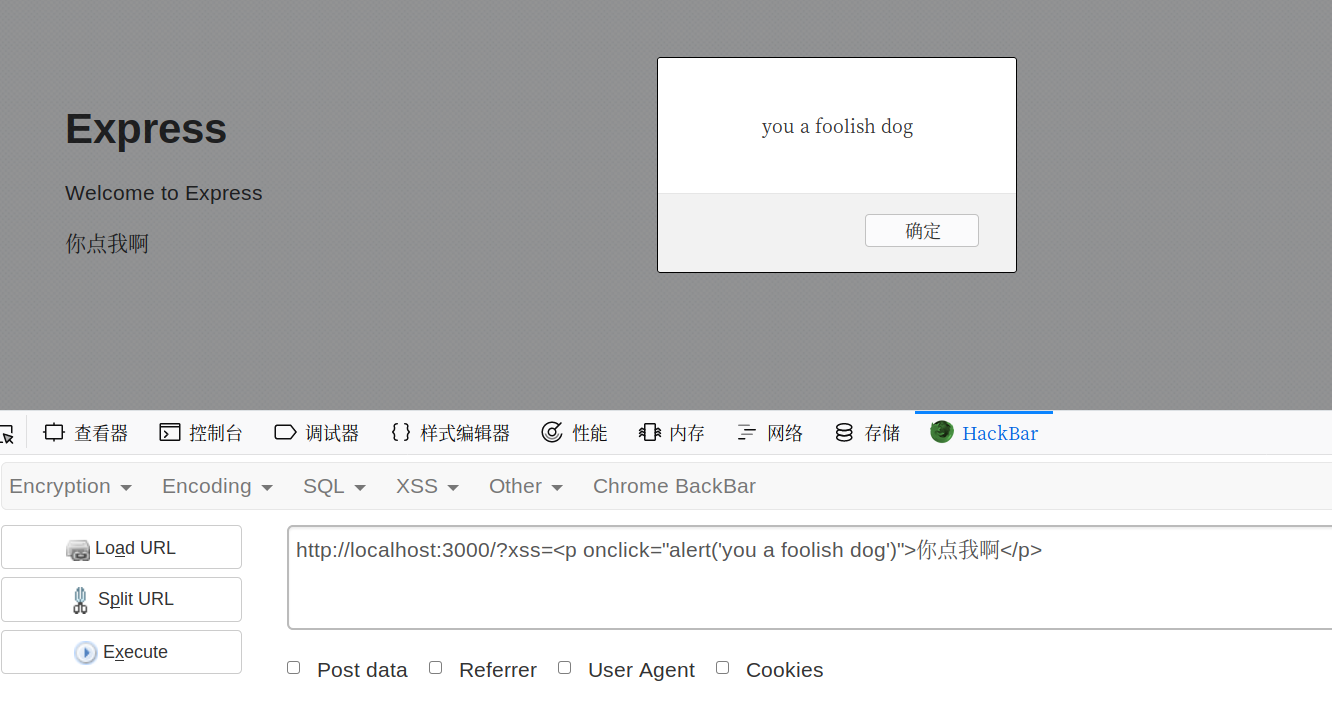 Express
Welcome to Express
你点我啊
you a foolish dog
确定
查看器 控制台 调试器 样式编辑器 性能 内存 网络 存储 HackBar
Encryption Encoding SQL XSS Other Chrome BackBar
Load URL
http://localhost:3000/?xss=<p onclick="alert('you a foolish dog')">你点我啊</p>
Split URL
Execute
Post data Referrer User Agent Cookies